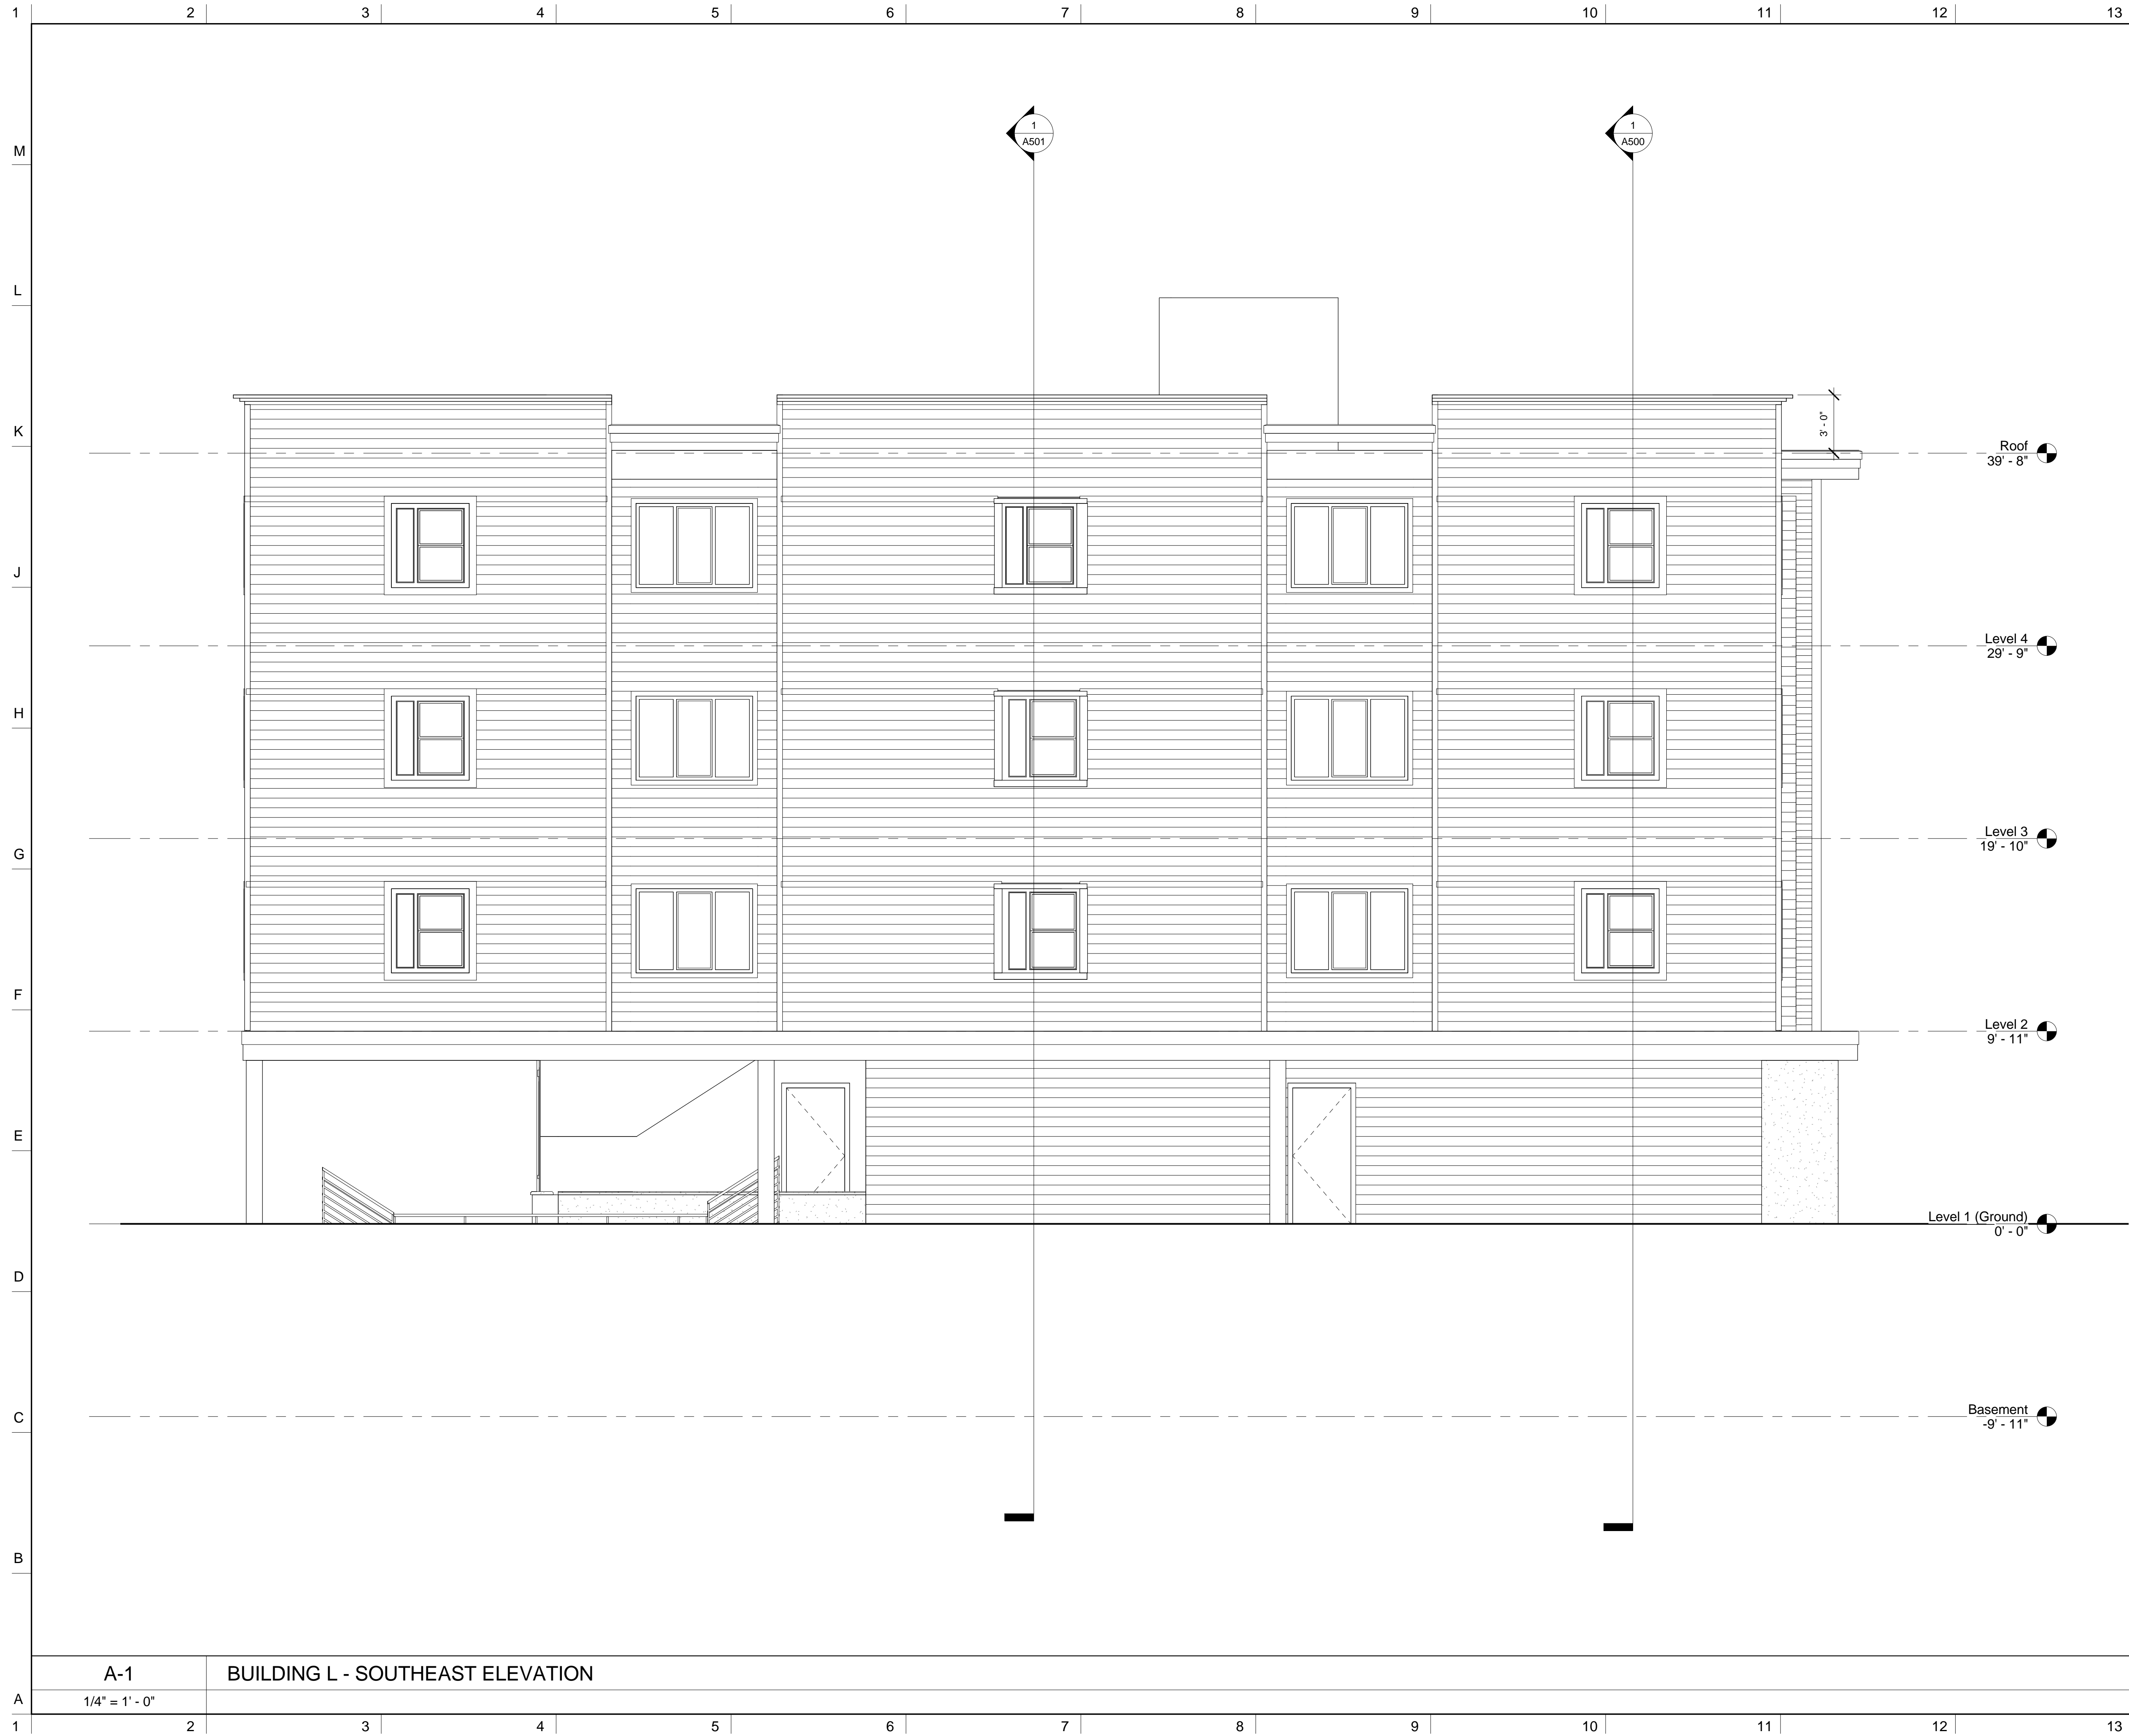 1 2 3 4 5 6 7 8 9 10 11 12 13
M
L
K
J
H
G
F
E
D
C
B
A
1
A501
1
A500
3' - 0"
Roof
39' - 8"
Level 4
29' - 9"
Level 3
19' - 10"
Level 2
9' - 11"
Level 1 (Ground)
0' - 0"
Basement
-9' - 11"
A-1
BUILDING L - SOUTHEAST ELEVATION
1/4" = 1' - 0"
1 2 3 4 5 6 7 8 9 10 11 12 13